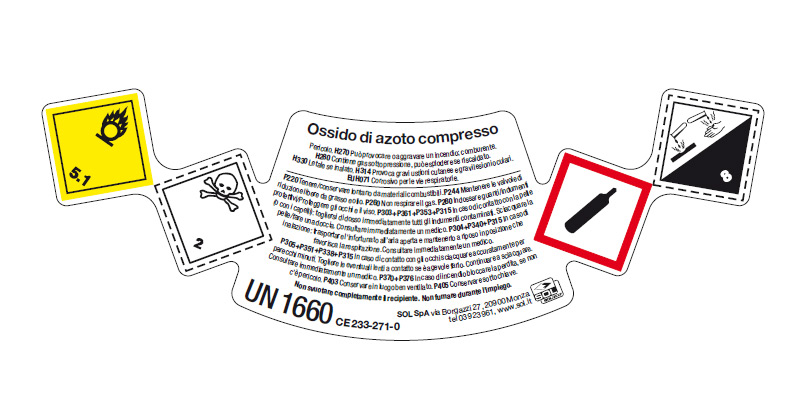 Ossido di azoto compresso
Pericolo. H270 Può provocare o aggravare un incendio; comburente.
H280 Contiene gas sotto pressione, può esplodere se riscaldato.
H330 Letale se inalato. H314 Provoca gravi ustioni cutanee e gravi lesioni oculari.
EUH071 Corrosivo per le vie respiratorie.
P220 Tenere/conservare lontano da materiali combustibili. P244 Mantenere le valvole di
riduzione libere da grasso e olio. P260 Non respirare il gas. P280 Indossare guanti/indumenti
protettivi/Proteggere gli occhi e il viso. P303+P361+P353+P315 In caso di contatto con la pelle
(o con i capelli): togliersi di dosso immediatamente tutti gli indumenti contaminati. Sciacquare la
pelle/fare una doccia. Consultare immediatamente un medico. P304+P340+P315 In caso di
inalazione: trasportare l'infortunato all'aria aperta e mantenerlo a riposo in posizione che
favorisca la respirazione. Consultare immediatamente un medico.
P305+P351+P338+P315 In caso di contatto con gli occhi: sciacquare accuratamente per
parecchi minuti. Togliere le eventuali lenti a contatto se è agevole farlo. Continuare a sciacquare.
Consultare immediatamente un medico. P370+P376 In caso di incendio bloccare la perdita, se non
c'è pericolo. P403 Conservare in luogo ben ventilato. P405 Conservare sotto chiave.
Non svuotare completamente il recipiente. Non fumare durante l'impiego.
UN 1660 CE 233-271-0
SOL SpA via Borgazzi 27, 20900 Monza
tel 03923961, www.sol.it
SOL
5.1
2
8